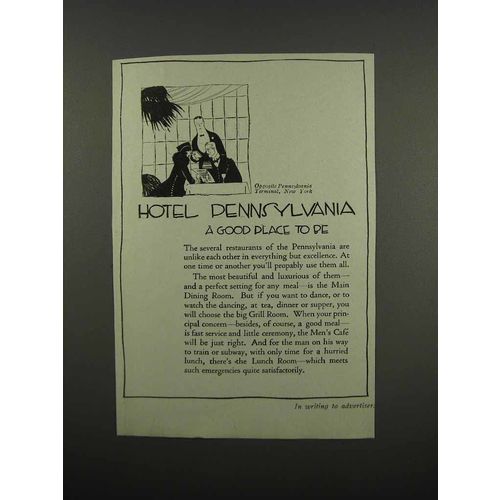 Opposite Pennsylvania
Terminal, New York
HOTEL PENNSYLVANIA
A GOOD PLACE TO BE
The several restaurants of the Pennsylvania are
unlike each other in everything but excellence. At
one time or another you'll propably use them all.
The most beautiful and luxurious of them—
and a perfect setting for any meal—is the Main
Dining Room. But if you want to dance, or to
watch the dancing, at tea, dinner or supper, you
will choose the big Grill Room. When your prin-
cipal concern—besides, of course, a good meal—
is fast service and little ceremony, the Men's Café
will be just right. And for the man on his way
to train or subway, with only time for a hurried
lunch, there's the Lunch Room—which meets
such emergencies quite satisfactorily.
In writing to advertiser